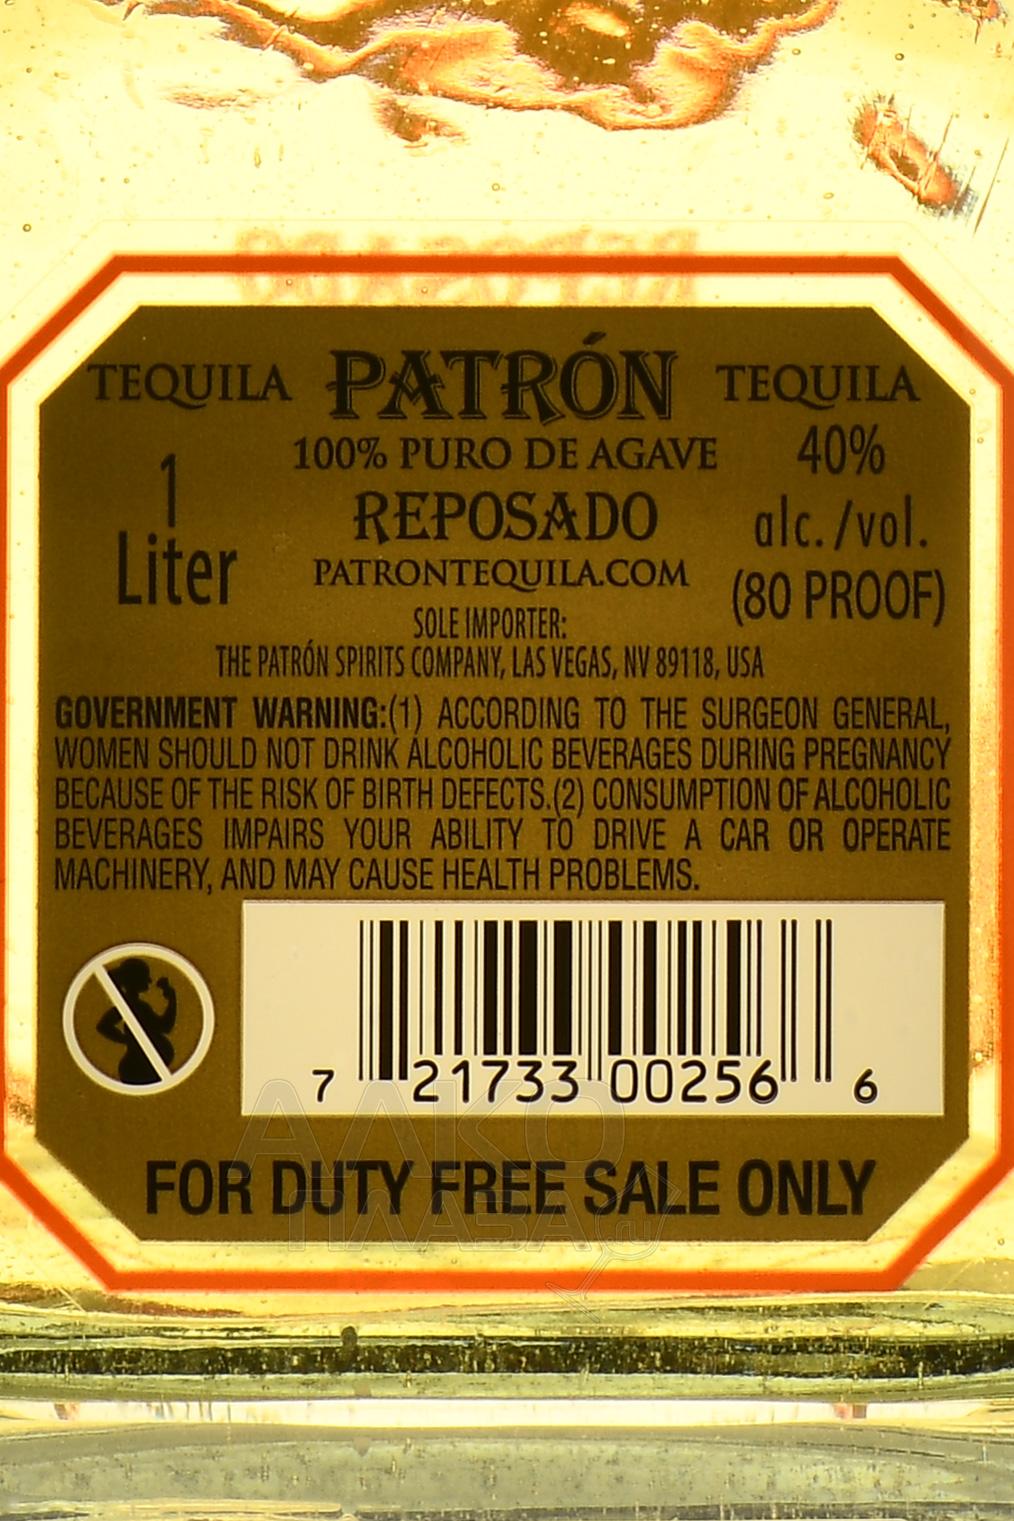 TEQUILA PATRÓN TEQUILA
100% PURO DE AGAVE
1 Liter
40% alc./vol. (80 PROOF)
REPOSADO
PATRONTEQUILA.COM
SOLE IMPORTER:
THE PATRÓN SPIRITS COMPANY, LAS VEGAS, NV 89118, USA
GOVERNMENT WARNING:(1) ACCORDING TO THE SURGEON GENERAL,
WOMEN SHOULD NOT DRINK ALCOHOLIC BEVERAGES DURING PREGNANCY
BECAUSE OF THE RISK OF BIRTH DEFECTS.(2) CONSUMPTION OF ALCOHOLIC
BEVERAGES IMPAIRS YOUR ABILITY TO DRIVE A CAR OR OPERATE
MACHINERY, AND MAY CAUSE HEALTH PROBLEMS.
7 21733 00256 6
АЛКО
ПЛАЗА.ru
FOR DUTY FREE SALE ONLY